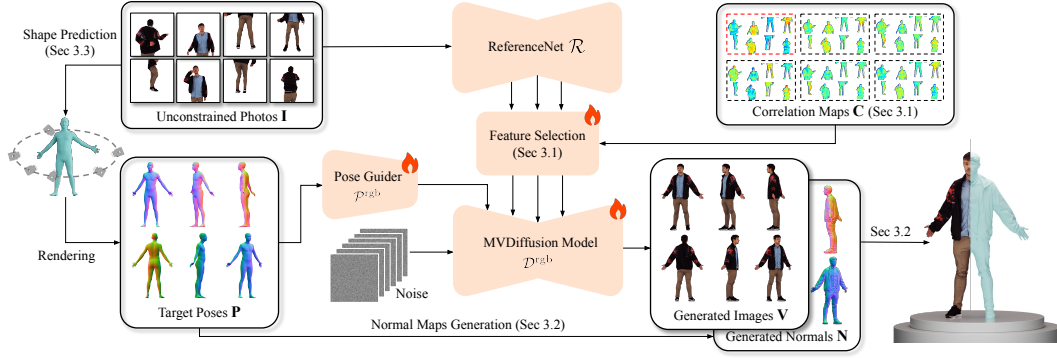 Shape Prediction
(Sec 3.3)
Unconstrained Photos I
ReferenceNet R
Correlation Maps C (Sec 3.1)
Feature Selection
(Sec 3.1)
Pose Guider
𝒫^rgb
Rendering
Target Poses P
Noise
MVDiffusion Model
𝒟^rgb
Generated Images V
Generated Normals N
Sec 3.2
Normal Maps Generation (Sec 3.2)